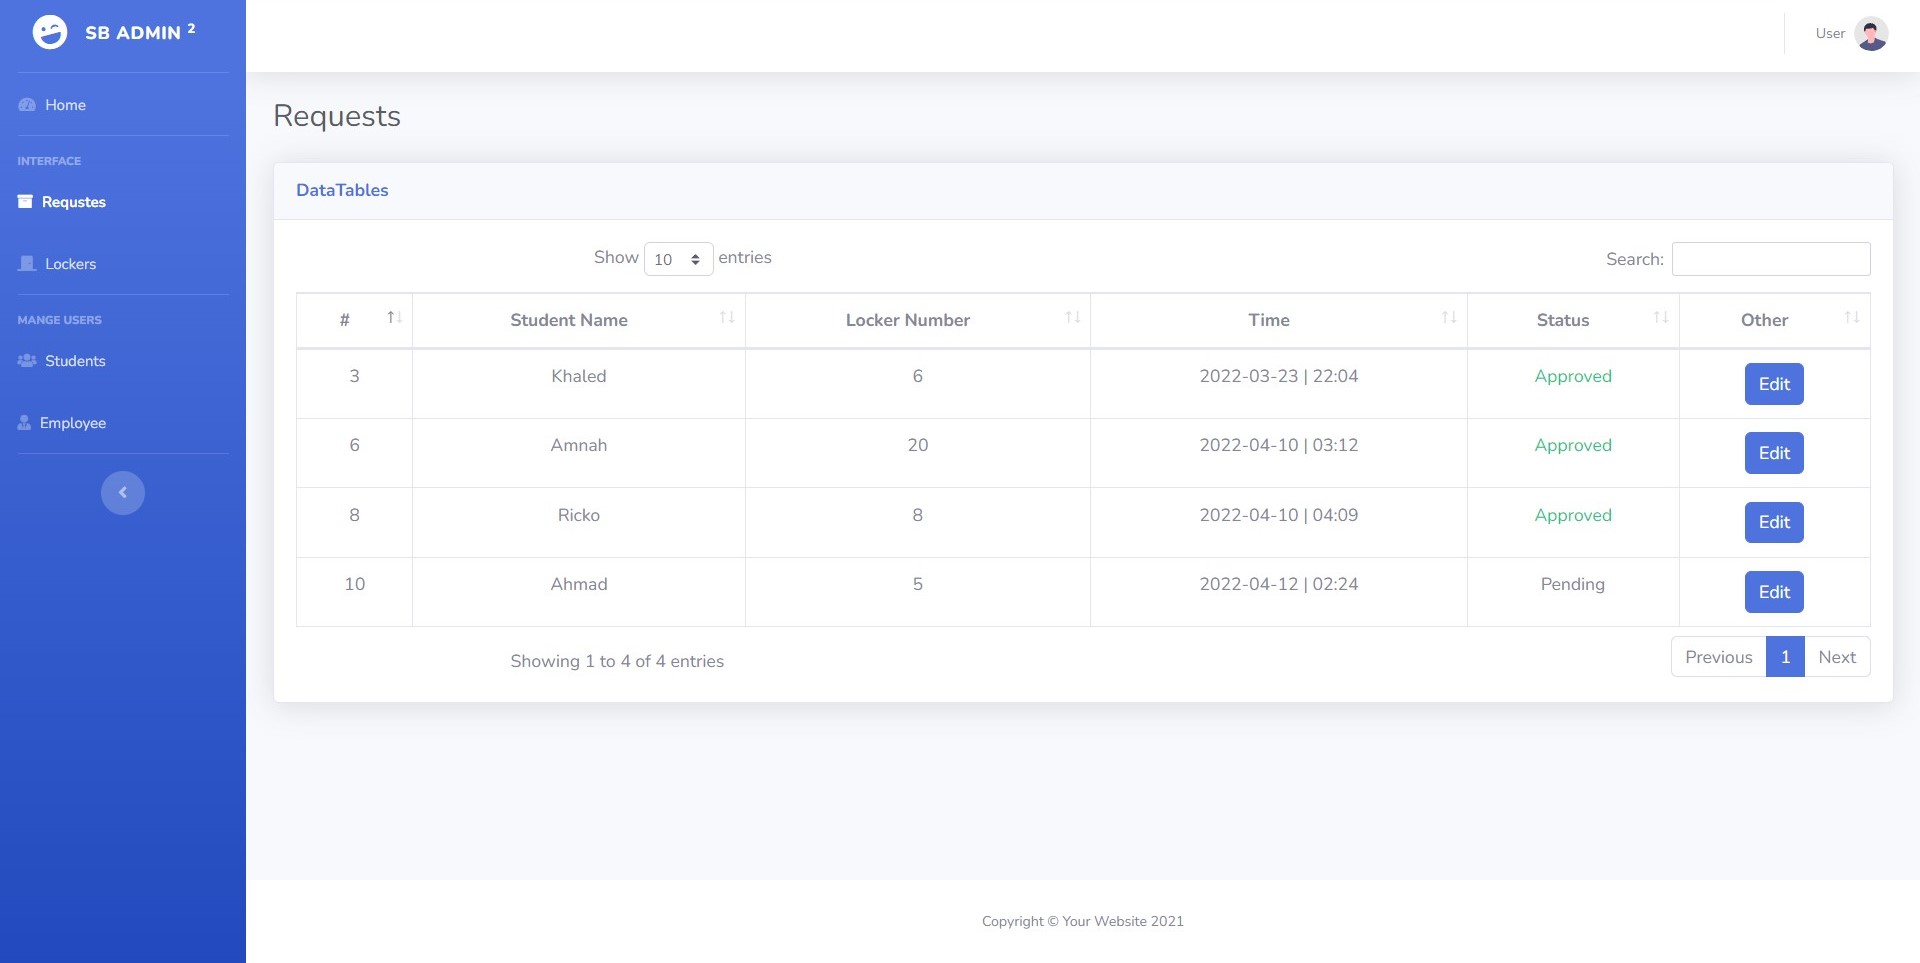 SB ADMIN 2
User
Home
INTERFACE
Requstes
Lockers
MANGE USERS
Students
Employee
Requests
DataTables
Show 10 entries
Search:
# Student Name Locker Number Time Status Other
3 Khaled 6 2022-03-23 | 22:04 Approved Edit
6 Amnah 20 2022-04-10 | 03:12 Approved Edit
8 Ricko 8 2022-04-10 | 04:09 Approved Edit
10 Ahmad 5 2022-04-12 | 02:24 Pending Edit
Showing 1 to 4 of 4 entries
Previous 1 Next
Copyright © Your Website 2021